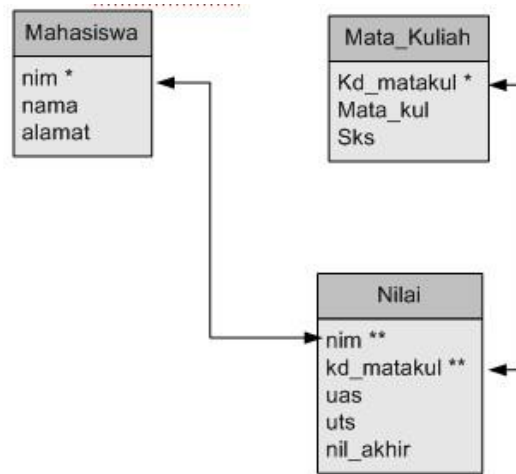 Mahasiswa
nim *
nama
alamat
Mata_Kuliah
Kd_matakul *
Mata_kul
Sks
Nilai
nim **
kd_matakul **
uas
uts
nil_akhir